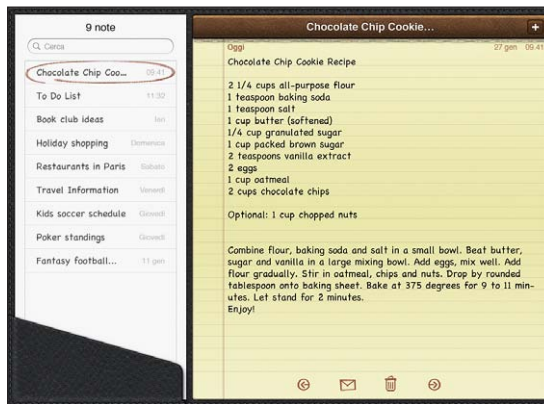 9 note
Cerca
Chocolate Chip Coo... 09.41
To Do List 11:32
Book club ideas Ieri
Holiday shopping Domenica
Restaurants in Paris Sabato
Travel Information Venerdì
Kids soccer schedule Giovedì
Poker standings Giovedì
Fantasy football... 11 gen
Chocolate Chip Cookie...
+
Oggi 27 gen 09.41
Chocolate Chip Cookie Recipe
2 1/4 cups all-purpose flour
1 teaspoon baking soda
1 teaspoon salt
1 cup butter (softened)
1/4 cup granulated sugar
1 cup packed brown sugar
2 teaspoons vanilla extract
2 eggs
1 cup oatmeal
2 cups chocolate chips
Optional: 1 cup chopped nuts
Combine flour, baking soda and salt in a small bowl. Beat butter,
sugar and vanilla in a large mixing bowl. Add eggs, mix well. Add
flour gradually. Stir in oatmeal, chips and nuts. Drop by rounded
tablespoon onto baking sheet. Bake at 375 degrees for 9 to 11 min-
utes. Let stand for 2 minutes.
Enjoy!